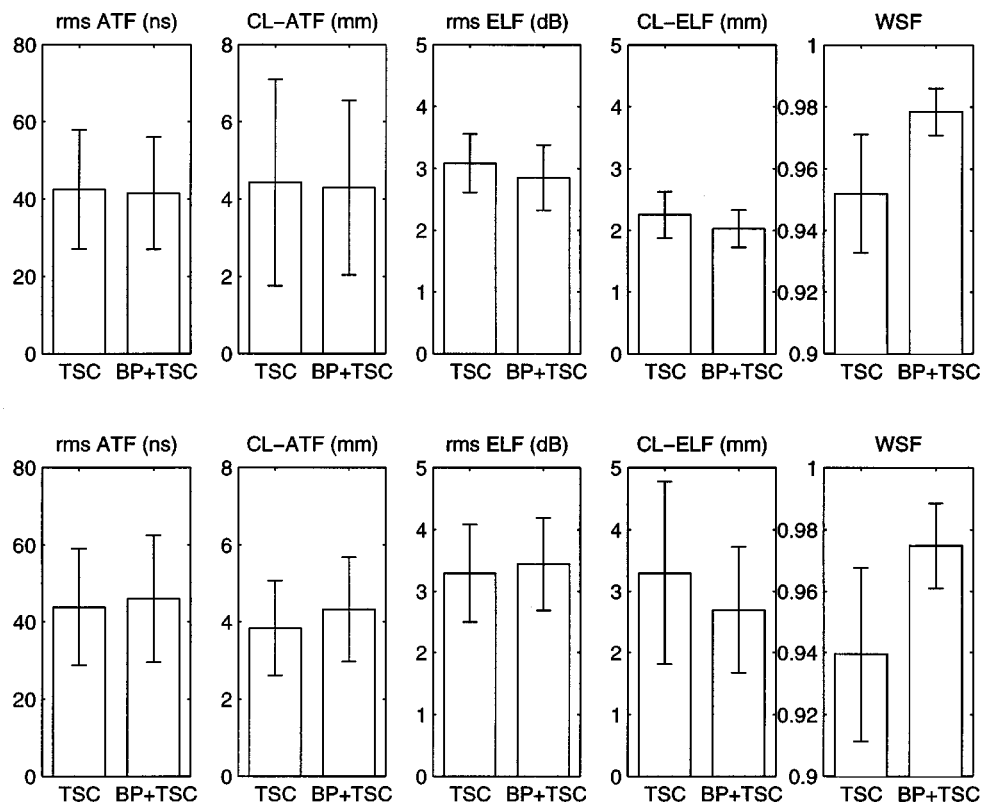 rms ATF (ns) CL-ATF (mm) rms ELF (dB) CL-ELF (mm) WSF
80 8 5 5 1
60 6 4 4 0.98
40 4 3 3 0.96
20 2 2 2 0.94
0 0 1 1 0.92
0 0 0.9
TSC BP+TSC TSC BP+TSC TSC BP+TSC TSC BP+TSC TSC BP+TSC
rms ATF (ns) CL-ATF (mm) rms ELF (dB) CL-ELF (mm) WSF
80 8 5 5 1
60 6 4 4 0.98
40 4 3 3 0.96
20 2 2 2 0.94
0 0 1 1 0.92
0 0 0.9
TSC BP+TSC TSC BP+TSC TSC BP+TSC TSC BP+TSC TSC BP+TSC